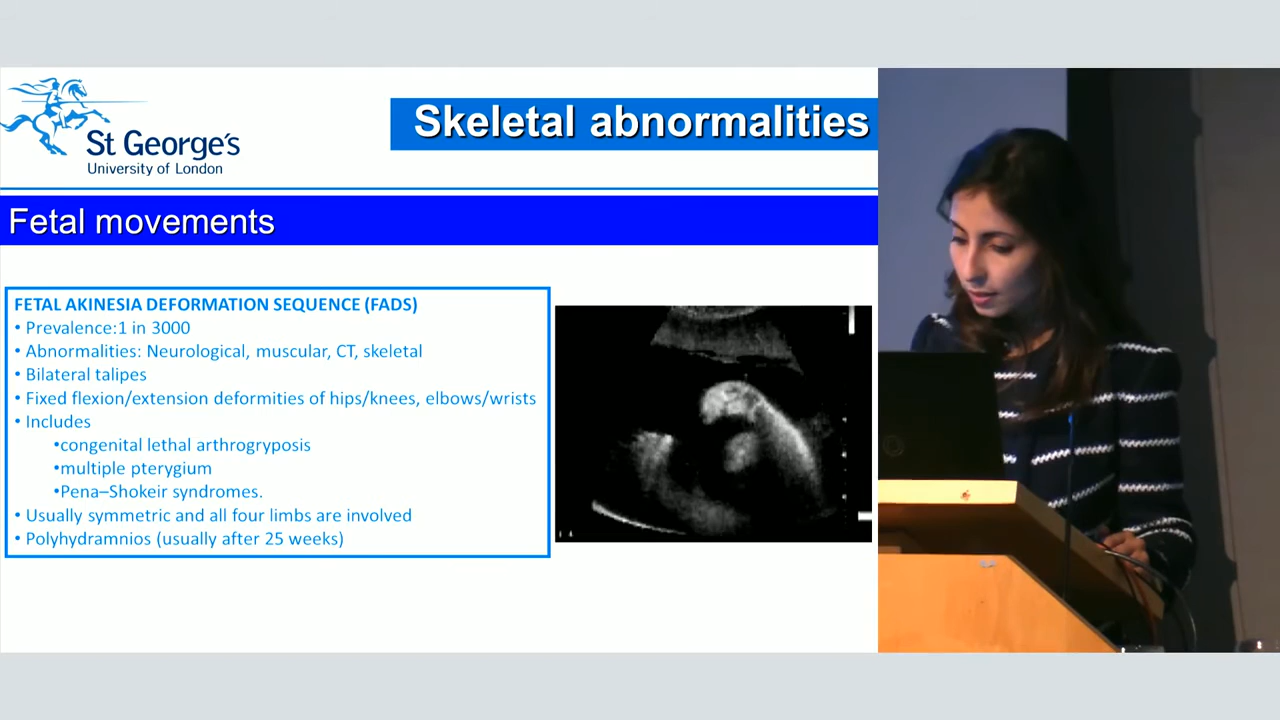 St George's
University of London
Skeletal abnormalities
Fetal movements
FETAL AKINESIA DEFORMATION SEQUENCE (FADS)
• Prevalence:1 in 3000
• Abnormalities: Neurological, muscular, CT, skeletal
• Bilateral talipes
• Fixed flexion/extension deformities of hips/knees, elbows/wrists
• Includes
•congenital lethal arthrogryposis
•multiple pterygium
•Pena–Shokeir syndromes.
• Usually symmetric and all four limbs are involved
• Polyhydramnios (usually after 25 weeks)